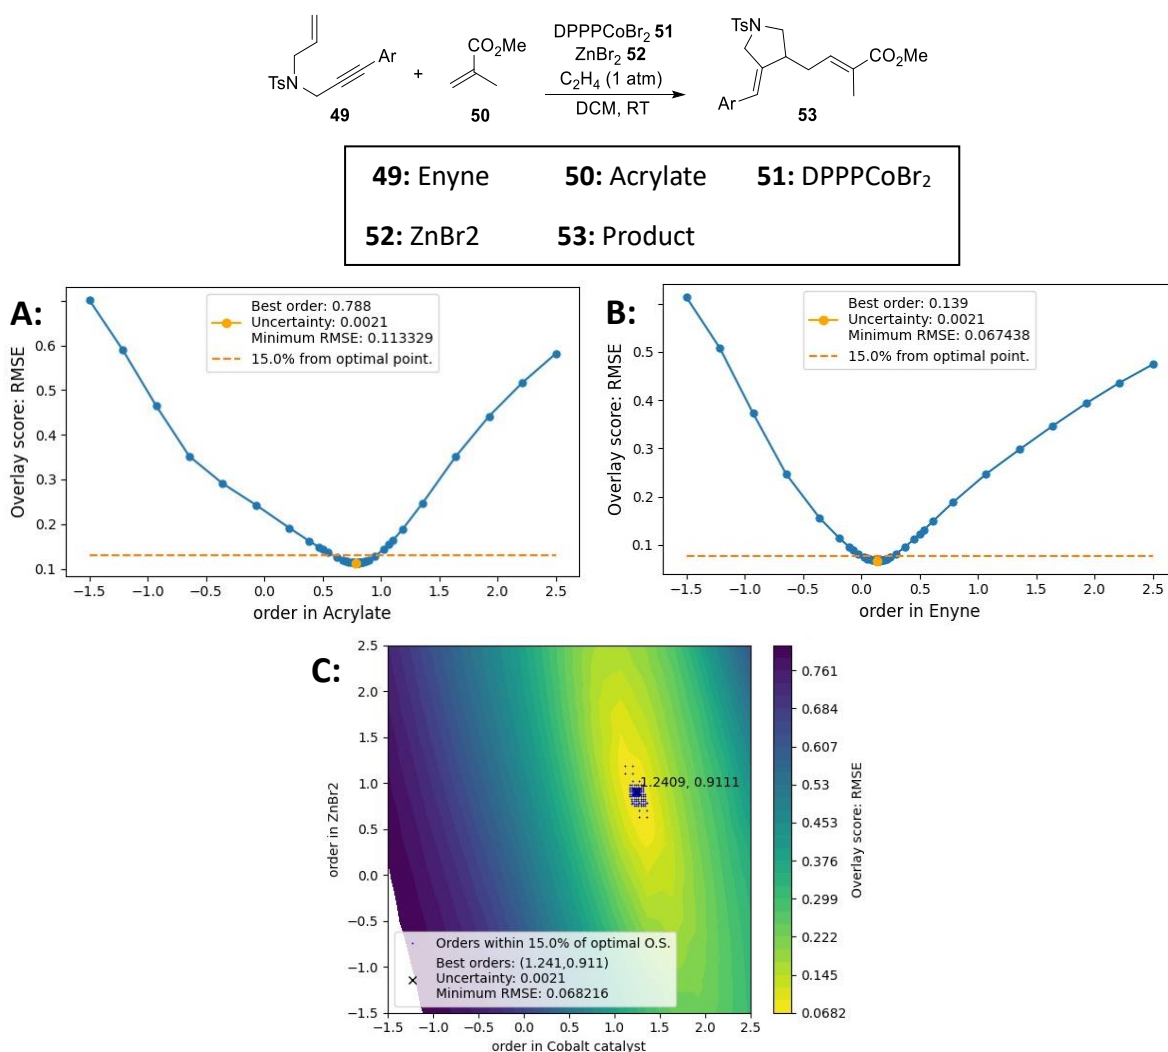 TsN
CO₂Me
Ar
Ts
N
+
CO₂Me
DPPPCoBr₂ 51
ZnBr₂ 52
C₂H₄ (1 atm)
DCM, RT
Ar
49
50
53
49: Enyne 50: Acrylate 51: DPPPCoBr₂
52: ZnBr2 53: Product
A:
Best order: 0.788
Uncertainty: 0.0021
Minimum RMSE: 0.113329
15.0% from optimal point.
Overlay score: RMSE
0.6
0.5
0.4
0.3
0.2
0.1
−1.5 −1.0 −0.5 0.0 0.5 1.0 1.5 2.0 2.5
order in Acrylate
B:
Best order: 0.139
Uncertainty: 0.0021
Minimum RMSE: 0.067438
15.0% from optimal point.
Overlay score: RMSE
0.5
0.4
0.3
0.2
0.1
−1.5 −1.0 −0.5 0.0 0.5 1.0 1.5 2.0 2.5
order in Enyne
C:
order in ZnBr2
2.5
2.0
1.5
1.0
0.5
0.0
−0.5
−1.0
−1.5
1.2409, 0.9111
Orders within 15.0% of optimal O.S.
Best orders: (1.241,0.911)
Uncertainty: 0.0021
Minimum RMSE: 0.068216
−1.5 −1.0 −0.5 0.0 0.5 1.0 1.5 2.0 2.5
order in Cobalt catalyst
0.761
0.684
0.607
0.53
0.453
0.376
0.299
0.222
0.145
0.0682
Overlay score: RMSE